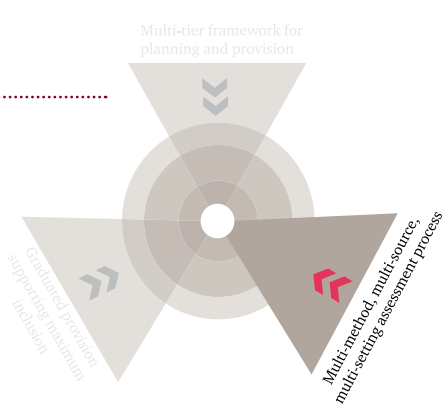 Multi-tier framework for
planning and provision
Graduated provision
supporting maximum
inclusion
Multi-method, multi-source,
multi-setting assessment process